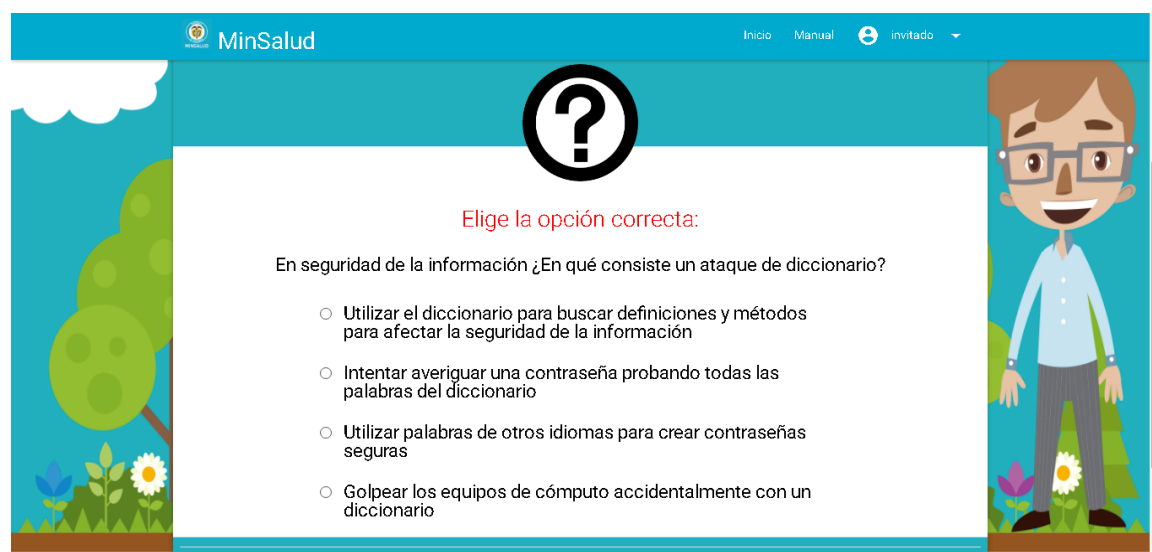 MinSalud
Inicio Manual invitado
Elige la opción correcta:
En seguridad de la información ¿En qué consiste un ataque de diccionario?
Utilizar el diccionario para buscar definiciones y métodos
para afectar la seguridad de la información
Intentar averiguar una contraseña probando todas las
palabras del diccionario
Utilizar palabras de otros idiomas para crear contraseñas
seguras
Golpear los equipos de cómputo accidentalmente con un
diccionario